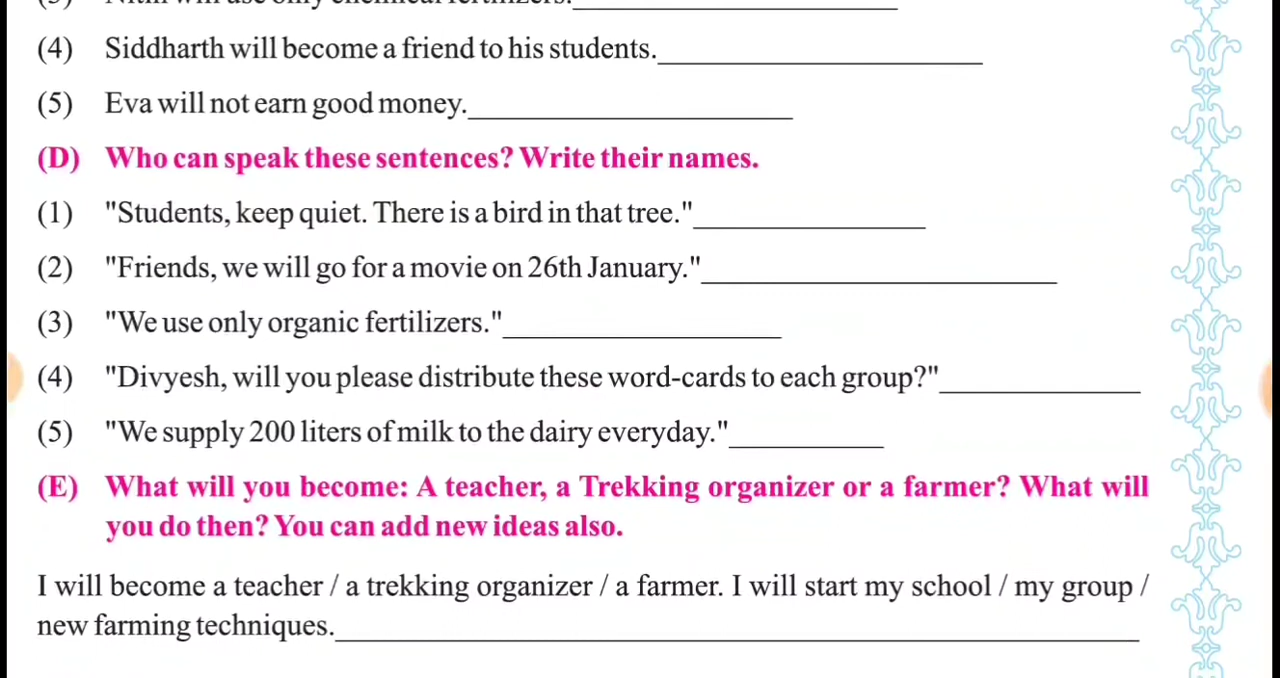 (4) Siddharth will become a friend to his students.
(5) Eva will not earn good money.
(D) Who can speak these sentences? Write their names.
(1) "Students, keep quiet. There is a bird in that tree."
(2) "Friends, we will go for a movie on 26th January."
(3) "We use only organic fertilizers."
(4) "Divyesh, will you please distribute these word-cards to each group?"
(5) "We supply 200 liters of milk to the dairy everyday."
(E) What will you become: A teacher, a Trekking organizer or a farmer? What will
you do then? You can add new ideas also.
I will become a teacher / a trekking organizer / a farmer. I will start my school / my group /
new farming techniques.